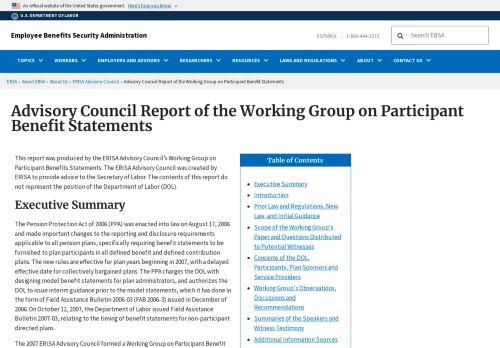 An official website of the United States government. Here's how you know
U.S. DEPARTMENT OF LABOR
Employee Benefits Security Administration
ESPAÑOL | 1-866-444-3272
Search EBSA
TOPICS WORKERS EMPLOYERS AND ADVISERS RESEARCHERS RESOURCES LAWS AND REGULATIONS ABOUT CONTACT US
EBSA › About EBSA › About Us › ERISA Advisory Council › Advisory Council Report of the Working Group on Participant Benefit Statements
Advisory Council Report of the Working Group on Participant
Benefit Statements
This report was produced by the ERISA Advisory Council's Working Group on
Participant Benefits Statements. The ERISA Advisory Council was created by
ERISA to provide advice to the Secretary of Labor. The contents of this report do
not represent the position of the Department of Labor (DOL).
Executive Summary
The Pension Protection Act of 2006 (PPA) was enacted into law on August 17, 2006
and made important changes to the reporting and disclosure requirements
applicable to all pension plans, specifically requiring benefit statements to be
furnished to plan participants in all defined benefit and defined contribution
plans. The new rules are effective for plan years beginning in 2007, with a delayed
effective date for collectively bargained plans. The PPA charges the DOL with
designing model benefit statements for plan administrators, and authorizes the
DOL to issue interim guidance prior to the model statements, which it has done in
the form of Field Assistance Bulletin 2006-03 (FAB 2006-3) issued in December of
2006. On October 12, 2007, the Department of Labor issued Field Assistance
Bulletin 2007-03, relating to the timing of benefit statements for non-participant
directed plans.
The 2007 ERISA Advisory Council formed a Working Group on Participant Benefit
Table of Contents
Executive Summary
Introduction
Prior Law and Regulations, New
Law, and Initial Guidance
Scope of the Working Group's
Paper and Questions Distributed
to Potential Witnesses
Concerns of the DOL,
Participants, Plan Sponsors and
Service Providers
Working Group's Observations,
Discussions and
Recommendations
Summaries of the Speakers and
Witness Testimony
Additional Information Sources